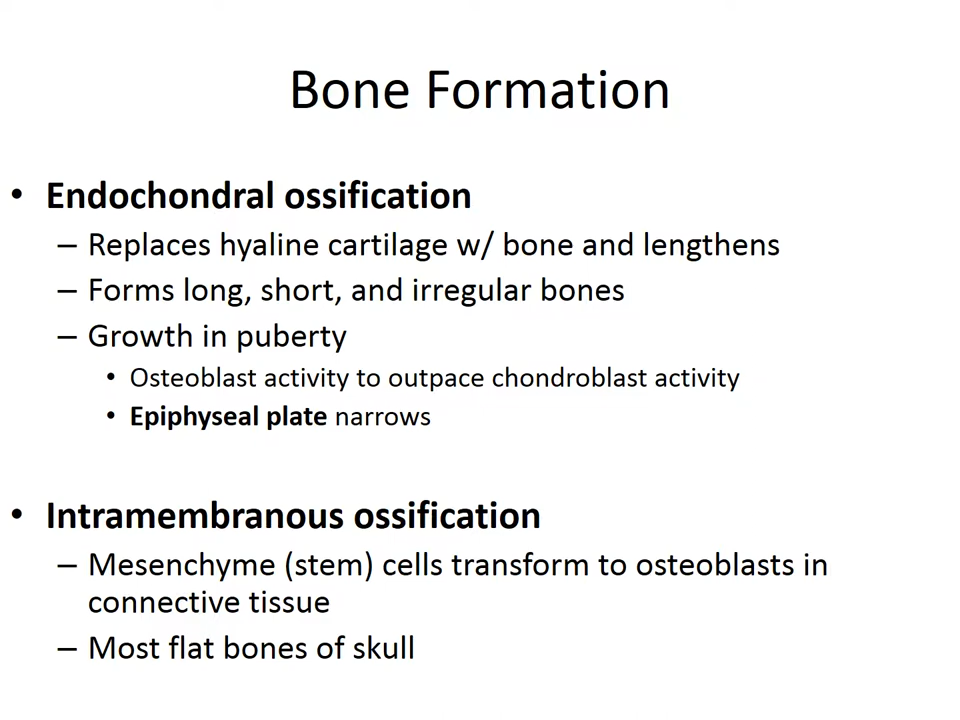 Bone Formation
• Endochondral ossification
– Replaces hyaline cartilage w/ bone and lengthens
– Forms long, short, and irregular bones
– Growth in puberty
• Osteoblast activity to outpace chondroblast activity
• Epiphyseal plate narrows
• Intramembranous ossification
– Mesenchyme (stem) cells transform to osteoblasts in
connective tissue
– Most flat bones of skull